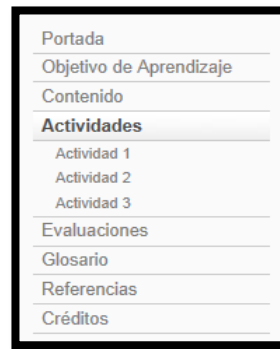 Portada
Objetivo de Aprendizaje
Contenido
Actividades
Actividad 1
Actividad 2
Actividad 3
Evaluaciones
Glosario
Referencias
Créditos